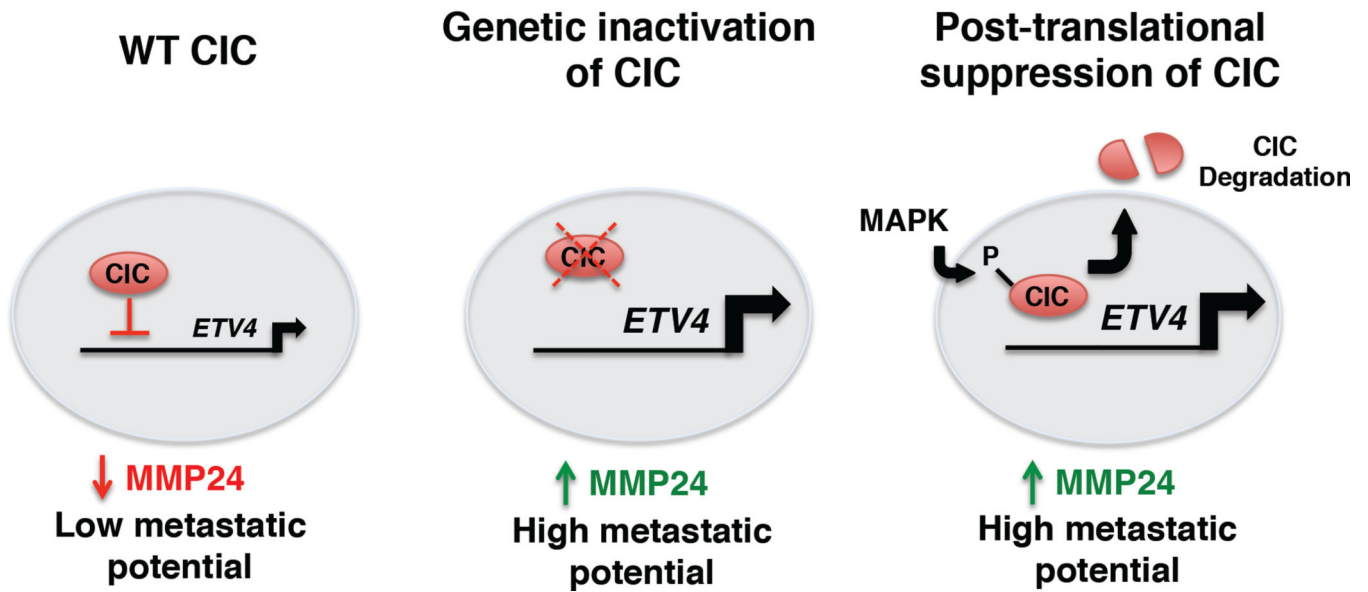 WT CIC
Genetic inactivation
of CIC
Post-translational
suppression of CIC
CIC
ETV4
MMP24
Low metastatic
potential
CIC
ETV4
MMP24
High metastatic
potential
CIC
Degradation
MAPK
P
CIC
ETV4
MMP24
High metastatic
potential